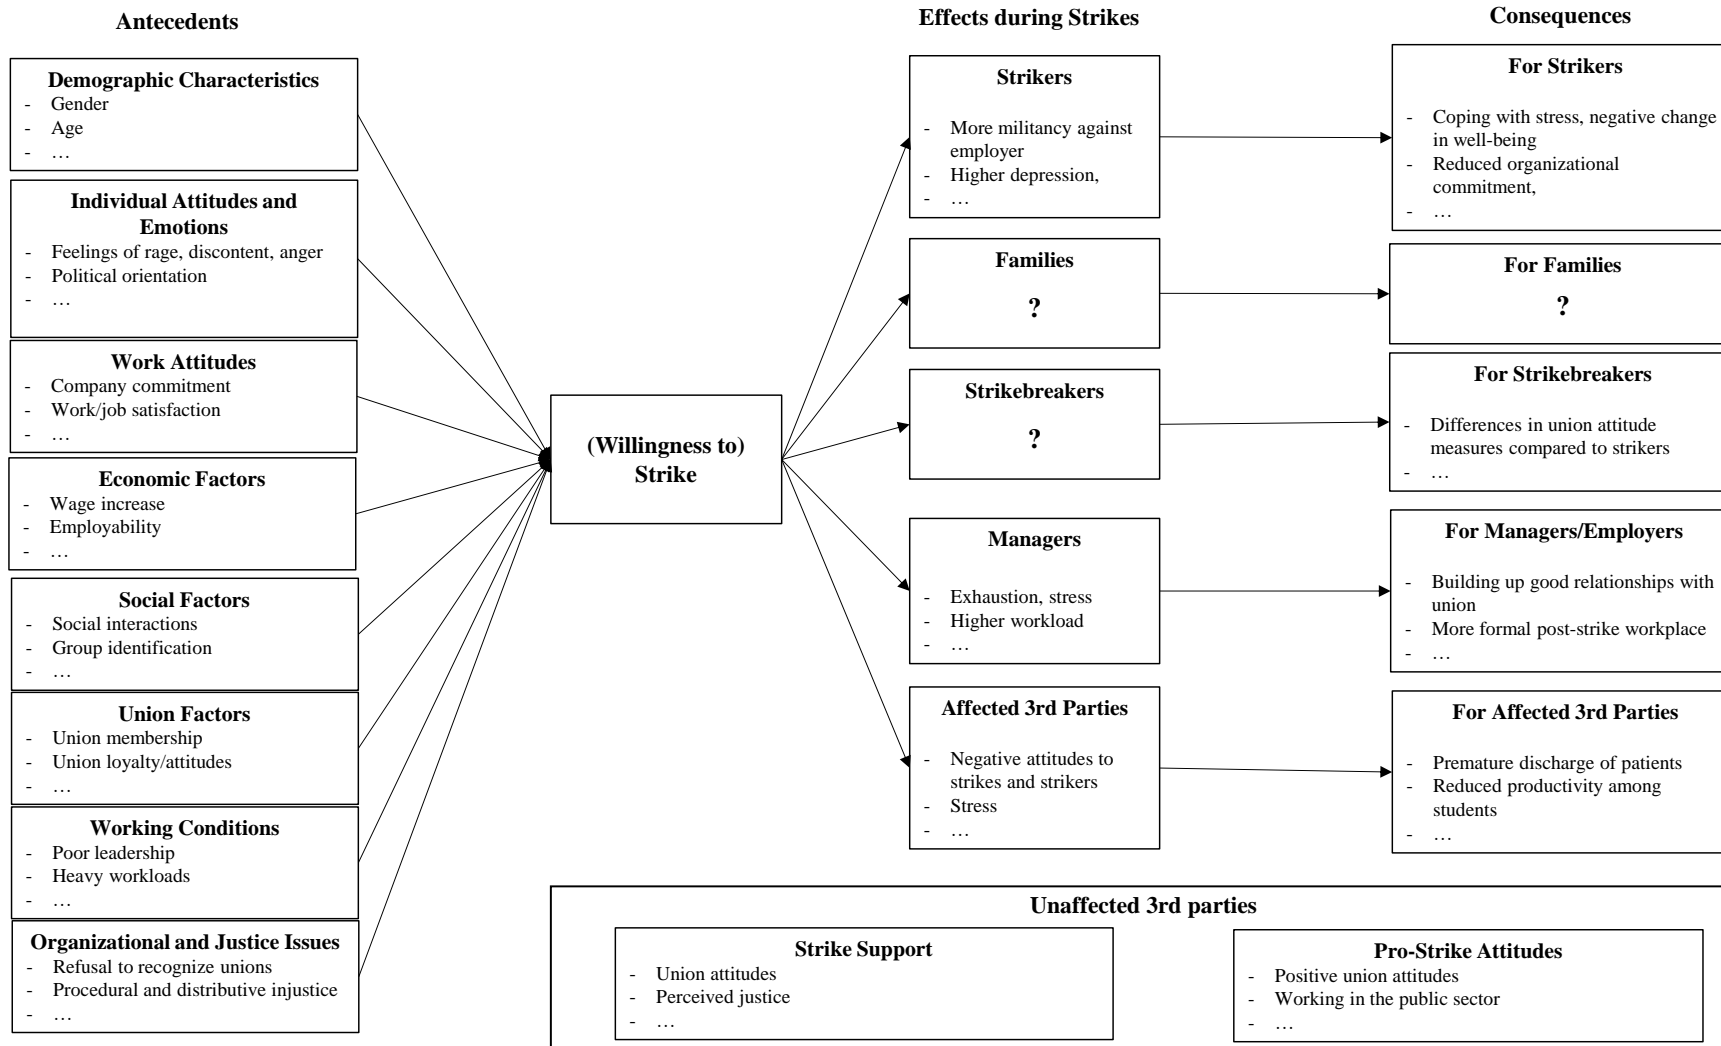 Antecedents
Demographic Characteristics
- Gender
- Age
- …
Individual Attitudes and
Emotions
- Feelings of rage, discontent, anger
- Political orientation
- …
Work Attitudes
- Company commitment
- Work/job satisfaction
- …
Economic Factors
- Wage increase
- Employability
- …
Social Factors
- Social interactions
- Group identification
- …
Union Factors
- Union membership
- Union loyalty/attitudes
- …
Working Conditions
- Poor leadership
- Heavy workloads
- …
Organizational and Justice Issues
- Refusal to recognize unions
- Procedural and distributive injustice
- …
(Willingness to)
Strike
Effects during Strikes
Strikers
- More militancy against
employer
- Higher depression,
- …
Families
?
Strikebreakers
?
Managers
- Exhaustion, stress
- Higher workload
- …
Affected 3rd Parties
- Negative attitudes to
strikes and strikers
- Stress
- …
Consequences
For Strikers
- Coping with stress, negative change
in well-being
- Reduced organizational
commitment,
- …
For Families
?
For Strikebreakers
- Differences in union attitude
measures compared to strikers
- …
For Managers/Employers
- Building up good relationships with
union
- More formal post-strike workplace
- …
For Affected 3rd Parties
- Premature discharge of patients
- Reduced productivity among
students
- …
Unaffected 3rd parties
Strike Support
- Union attitudes
- Perceived justice
- …
Pro-Strike Attitudes
- Positive union attitudes
- Working in the public sector
- …